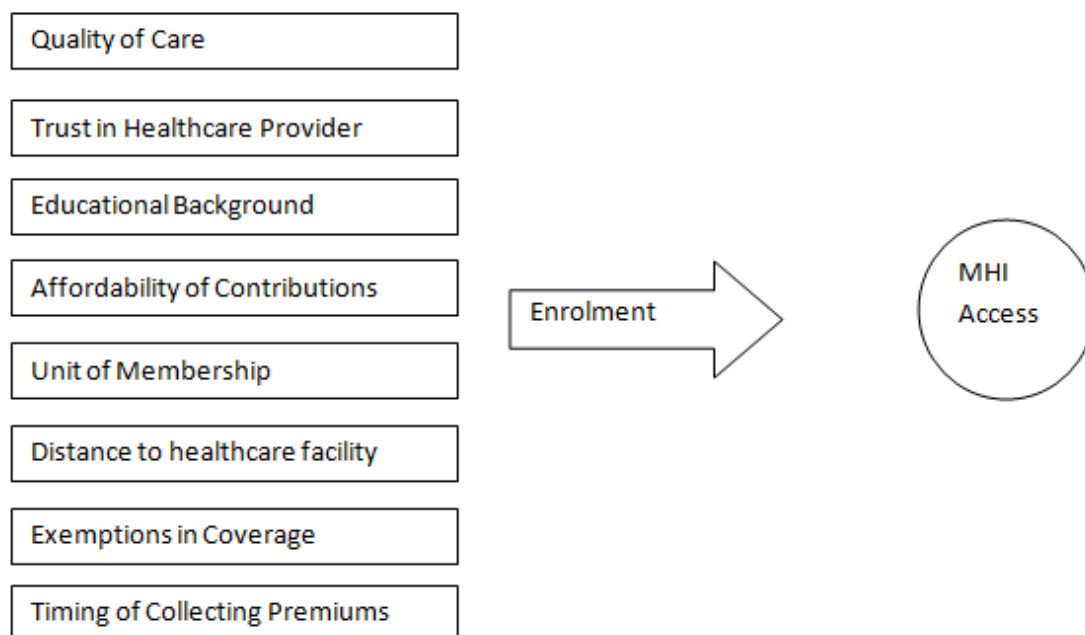 Quality of Care
Trust in Healthcare Provider
Educational Background
Affordability of Contributions
Unit of Membership
Distance to healthcare facility
Exemptions in Coverage
Timing of Collecting Premiums
Enrolment
MHI
Access